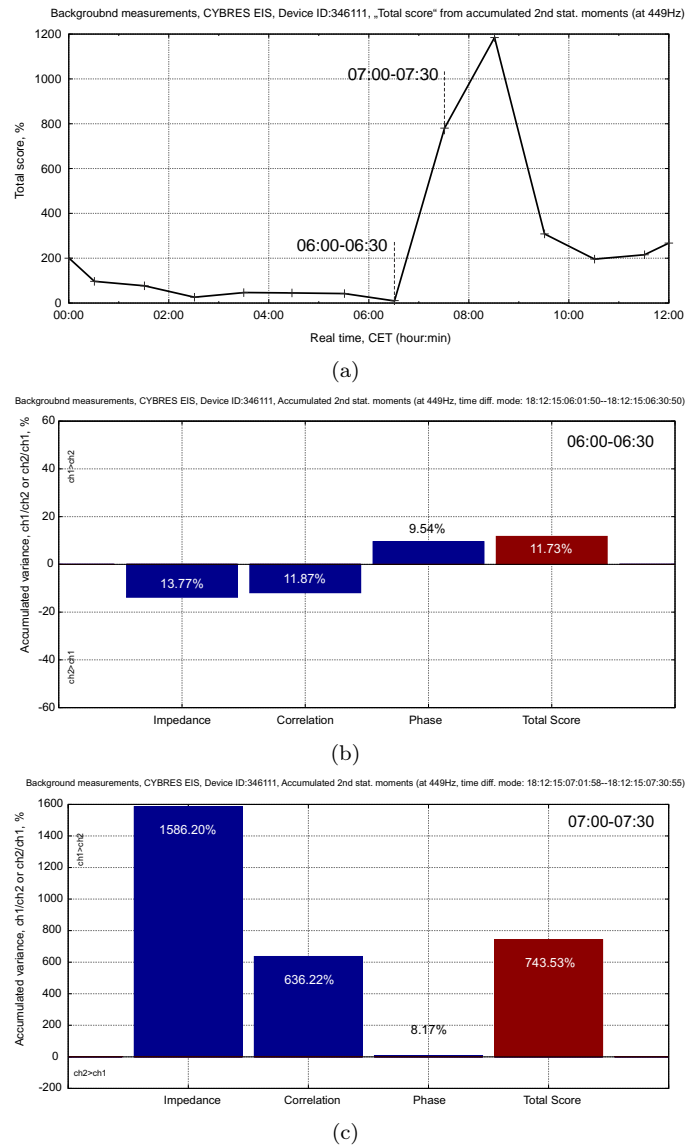 Backgroubnd measurements, CYBRES EIS, Device ID:346111, „Total score“ from accumulated 2nd stat. moments (at 449Hz)
1200
1000
800
600
400
200
0
Total score, %
07:00-07:30
06:00-06:30
00:00 02:00 04:00 06:00 08:00 10:00 12:00
Real time, CET (hour:min)
(a)
Backgroubnd measurements, CYBRES EIS, Device ID:346111, Accumulated 2nd stat. moments (at 449Hz, time diff. mode: 18:12:15:06:01:50--18:12:15:06:30:50)
60
40
20
0
-20
-40
-60
Accumulated variance, ch1/ch2 or ch2/ch1, %
ch1>ch2
ch2>ch1
06:00-06:30
13.77%
11.87%
9.54%
11.73%
Impedance Correlation Phase Total Score
(b)
Background measurements, CYBRES EIS, Device ID:346111, Accumulated 2nd stat. moments (at 449Hz, time diff. mode: 18:12:15:07:01:58--18:12:15:07:30:55)
1600
1400
1200
1000
800
600
400
200
0
-200
Accumulated variance, ch1/ch2 or ch2/ch1, %
ch1>ch2
ch2>ch1
07:00-07:30
1586.20%
636.22%
8.17%
743.53%
Impedance Correlation Phase Total Score
(c)